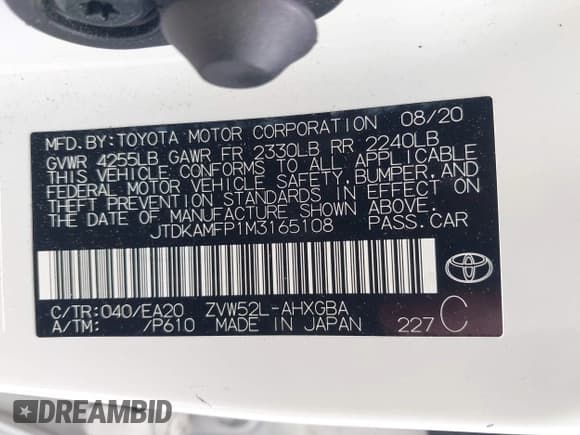 MFD.BY:TOYOTA MOTOR CORPORATION 08/20
GVWR 4255LB GAWR FR 2330LB RR 2240LB
THIS VEHICLE CONFORMS TO ALL APPLICABLE
FEDERAL MOTOR VEHICLE SAFETY,BUMPER,AND
THEFT PREVENTION STANDARDS IN EFFECT ON
THE DATE OF MANUFACTURE SHOWN ABOVE.
JTDKAMFP1M3165108 PASS.CAR
C/TR:040/EA20 ZVW52L-AHXGBA
A/TM: /P610 MADE IN JAPAN 227 C
DREAMBID